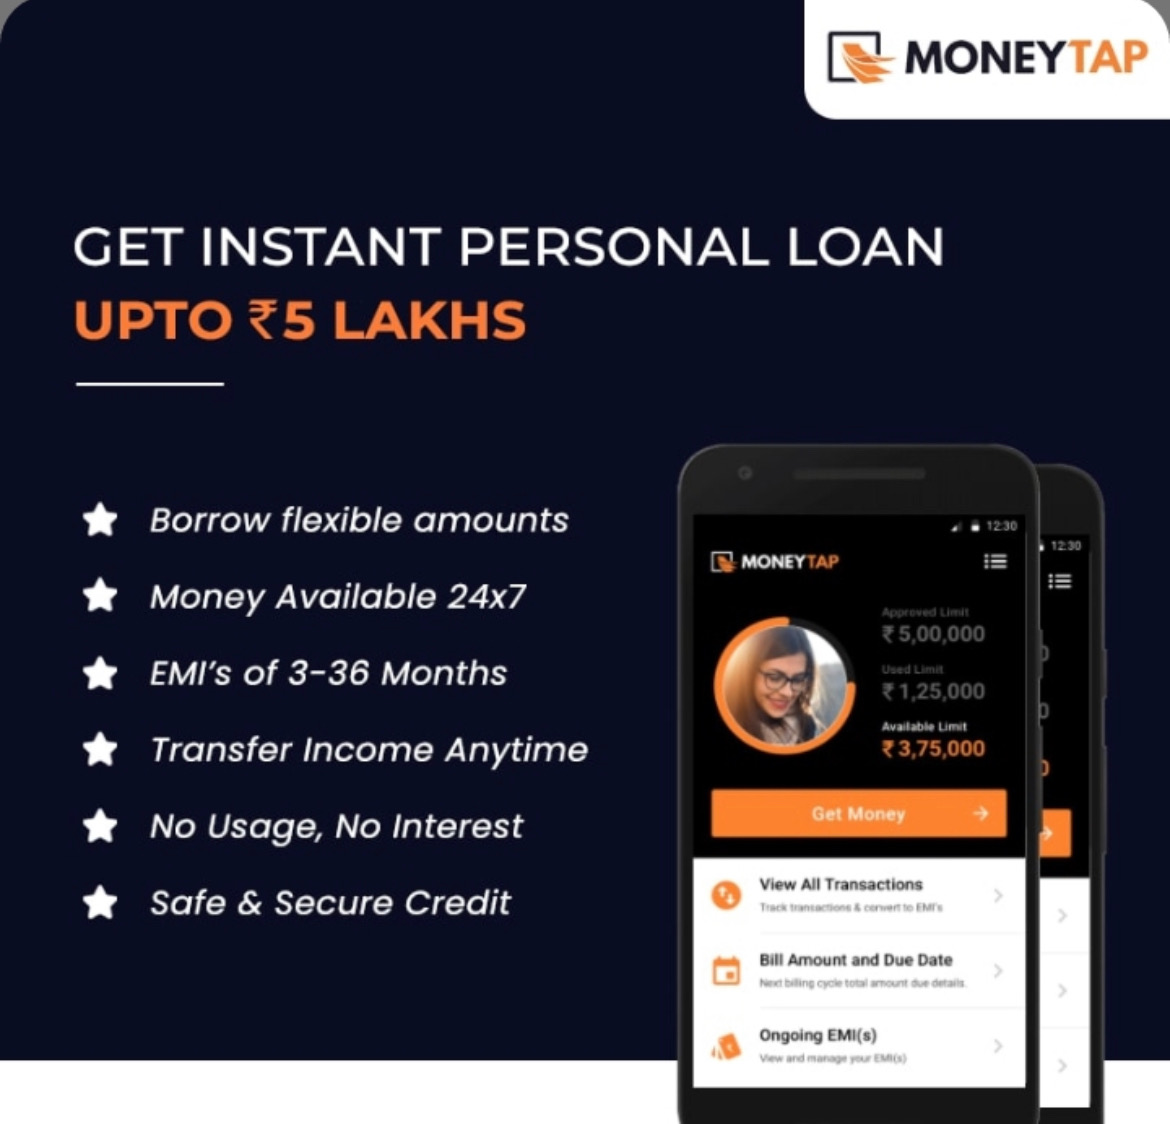 MONEYTAP
GET INSTANT PERSONAL LOAN
UPTO ₹5 LAKHS
Borrow flexible amounts
Money Available 24x7
EMI's of 3-36 Months
Transfer Income Anytime
No Usage, No Interest
Safe & Secure Credit
12:30
MONEYTAP
Approved Limit
₹ 5,00,000
Used Limit
₹ 1,25,000
Available Limit
₹ 3,75,000
Get Money
View All Transactions
Track transactions & convert to EMI's
Bill Amount and Due Date
Next billing cycle total amount due details.
Ongoing EMI(s)
View and manage your EMI(s)
12:30
0
0
0